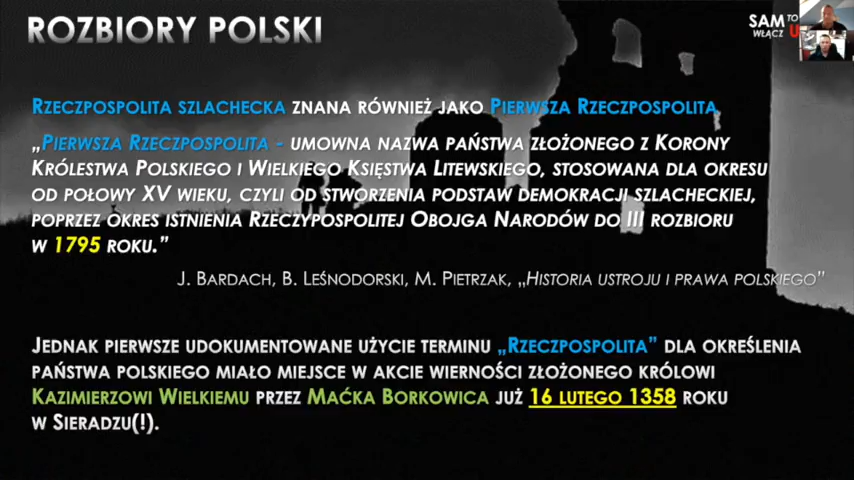 ROZBIORY POLSKI
SAM TO
WŁĄCZ U
RZECZPOSPOLITA SZLACHECKA ZNANA RÓWNIEŻ JAKO PIERWSZA RZECZPOSPOLITA.
„PIERWSZA RZECZPOSPOLITA - UMOWNA NAZWA PAŃSTWA ZŁOŻONEGO Z KORONY
KRÓLESTWA POLSKIEGO I WIELKIEGO KSIĘSTWA LITEWSKIEGO, STOSOWANA DLA OKRESU
OD POŁOWY XV WIEKU, CZYLI OD STWORZENIA PODSTAW DEMOKRACJI SZLACHECKIEJ,
POPRZEZ OKRES ISTNIENIA RZECZYPOSPOLITEJ OBOJGA NARODÓW DO III ROZBIORU
W 1795 ROKU.”
J. BARDACH, B. LEŚNODORSKI, M. PIETRZAK, „HISTORIA USTROJU I PRAWA POLSKIEGO”
JEDNAK PIERWSZE UDOKUMENTOWANE UŻYCIE TERMINU „RZECZPOSPOLITA” DLA OKREŚLENIA
PAŃSTWA POLSKIEGO MIAŁO MIEJSCE W AKCIE WIERNOŚCI ZŁOŻONEGO KRÓLOWI
KAZIMIERZOWI WIELKIEMU PRZEZ MAĆKA BORKOWICA JUŻ 16 LUTEGO 1358 ROKU
W SIERADZU(!).